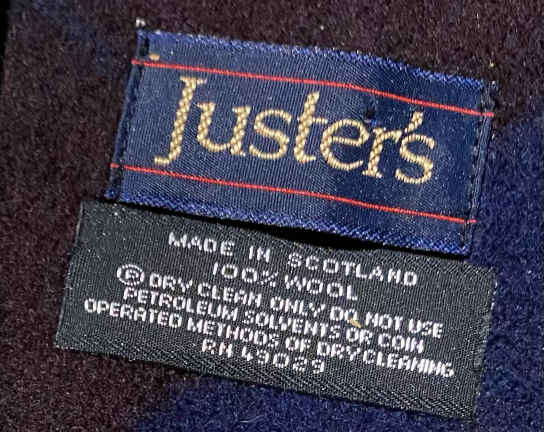 Juster's
MADE IN SCOTLAND
100% WOOL
Ⓟ DRY CLEAN ONLY DO NOT USE
PETROLEUM SOLVENTS OR COIN
OPERATED METHODS OF DRYCLEANING
RN 49029